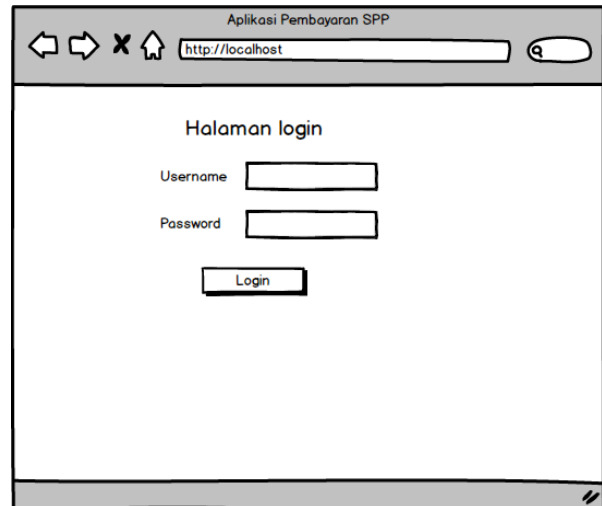 Aplikasi Pembayaran SPP
http://localhost
Halaman login
Username
Password
Login